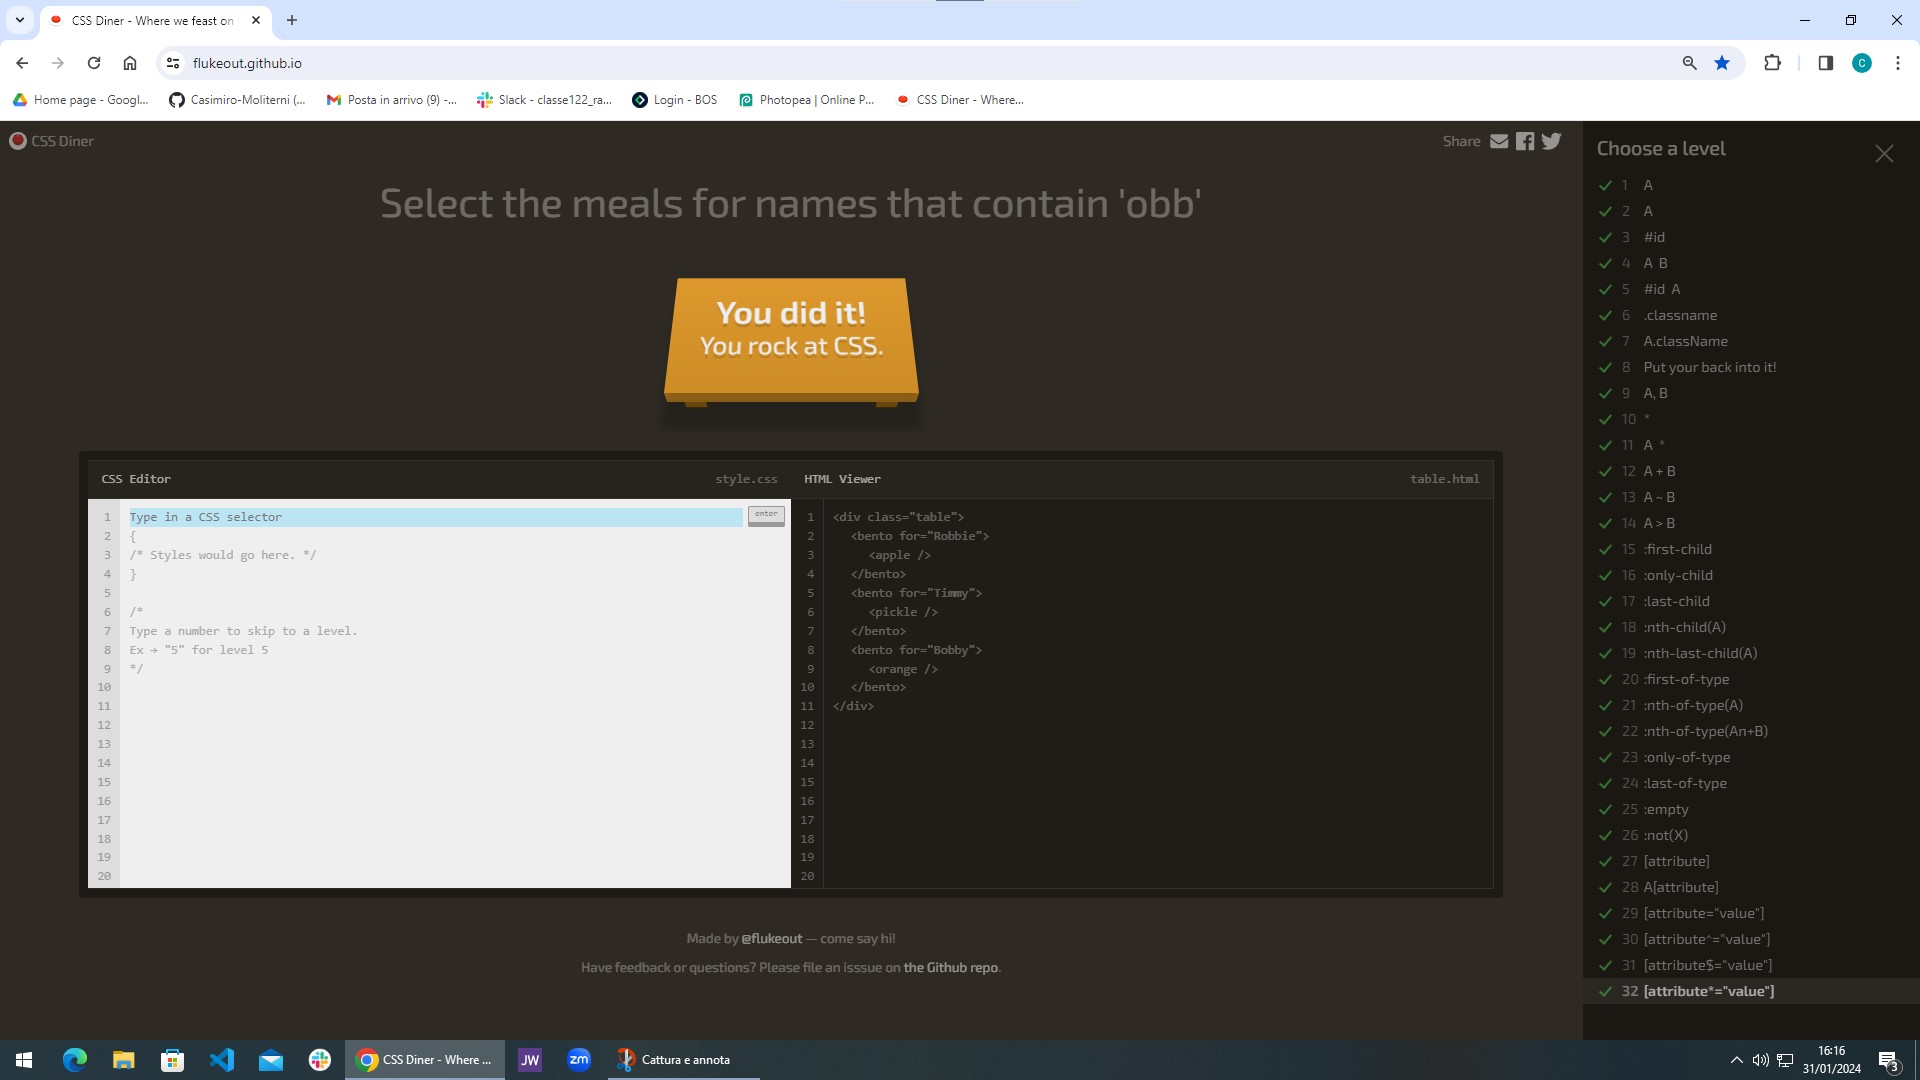 CSS Diner - Where we feast on
flukeout.github.io
Home page - Googl...
Casimiro-Moliterni (...
Posta in arrivo (9) -...
Slack - classe122_ra...
Login - BOS
Photopea | Online P...
CSS Diner - Where...
C
CSS Diner
Share
Select the meals for names that contain 'obb'
You did it!
You rock at CSS.
CSS Editor
style.css
1 Type in a CSS selector
enter
2 {
3 /* Styles would go here. */
4 }
5
6 /*
7 Type a number to skip to a level.
8 Ex → "5" for level 5
9 */
10
11
12
13
14
15
16
17
18
19
20
HTML Viewer
table.html
1 <div class="table">
2 <bento for="Robbie">
3 <apple />
4 </bento>
5 <bento for="Timmy">
6 <pickle />
7 </bento>
8 <bento for="Bobby">
9 <orange />
10 </bento>
11 </div>
12
13
14
15
16
17
18
19
20
Made by @flukeout — come say hi!
Have feedback or questions? Please file an isssue on the Github repo.
Choose a level
1 A
2 A
3 #id
4 A B
5 #id A
6 .classname
7 A.className
8 Put your back into it!
9 A, B
10 *
11 A *
12 A + B
13 A ~ B
14 A > B
15 :first-child
16 :only-child
17 :last-child
18 :nth-child(A)
19 :nth-last-child(A)
20 :first-of-type
21 :nth-of-type(A)
22 :nth-of-type(An+B)
23 :only-of-type
24 :last-of-type
25 :empty
26 :not(X)
27 [attribute]
28 A[attribute]
29 [attribute="value"]
30 [attribute^="value"]
31 [attribute$="value"]
32 [attribute*="value"]
CSS Diner - Where ...
JW
zm
Cattura e annota
16:16
31/01/2024
3